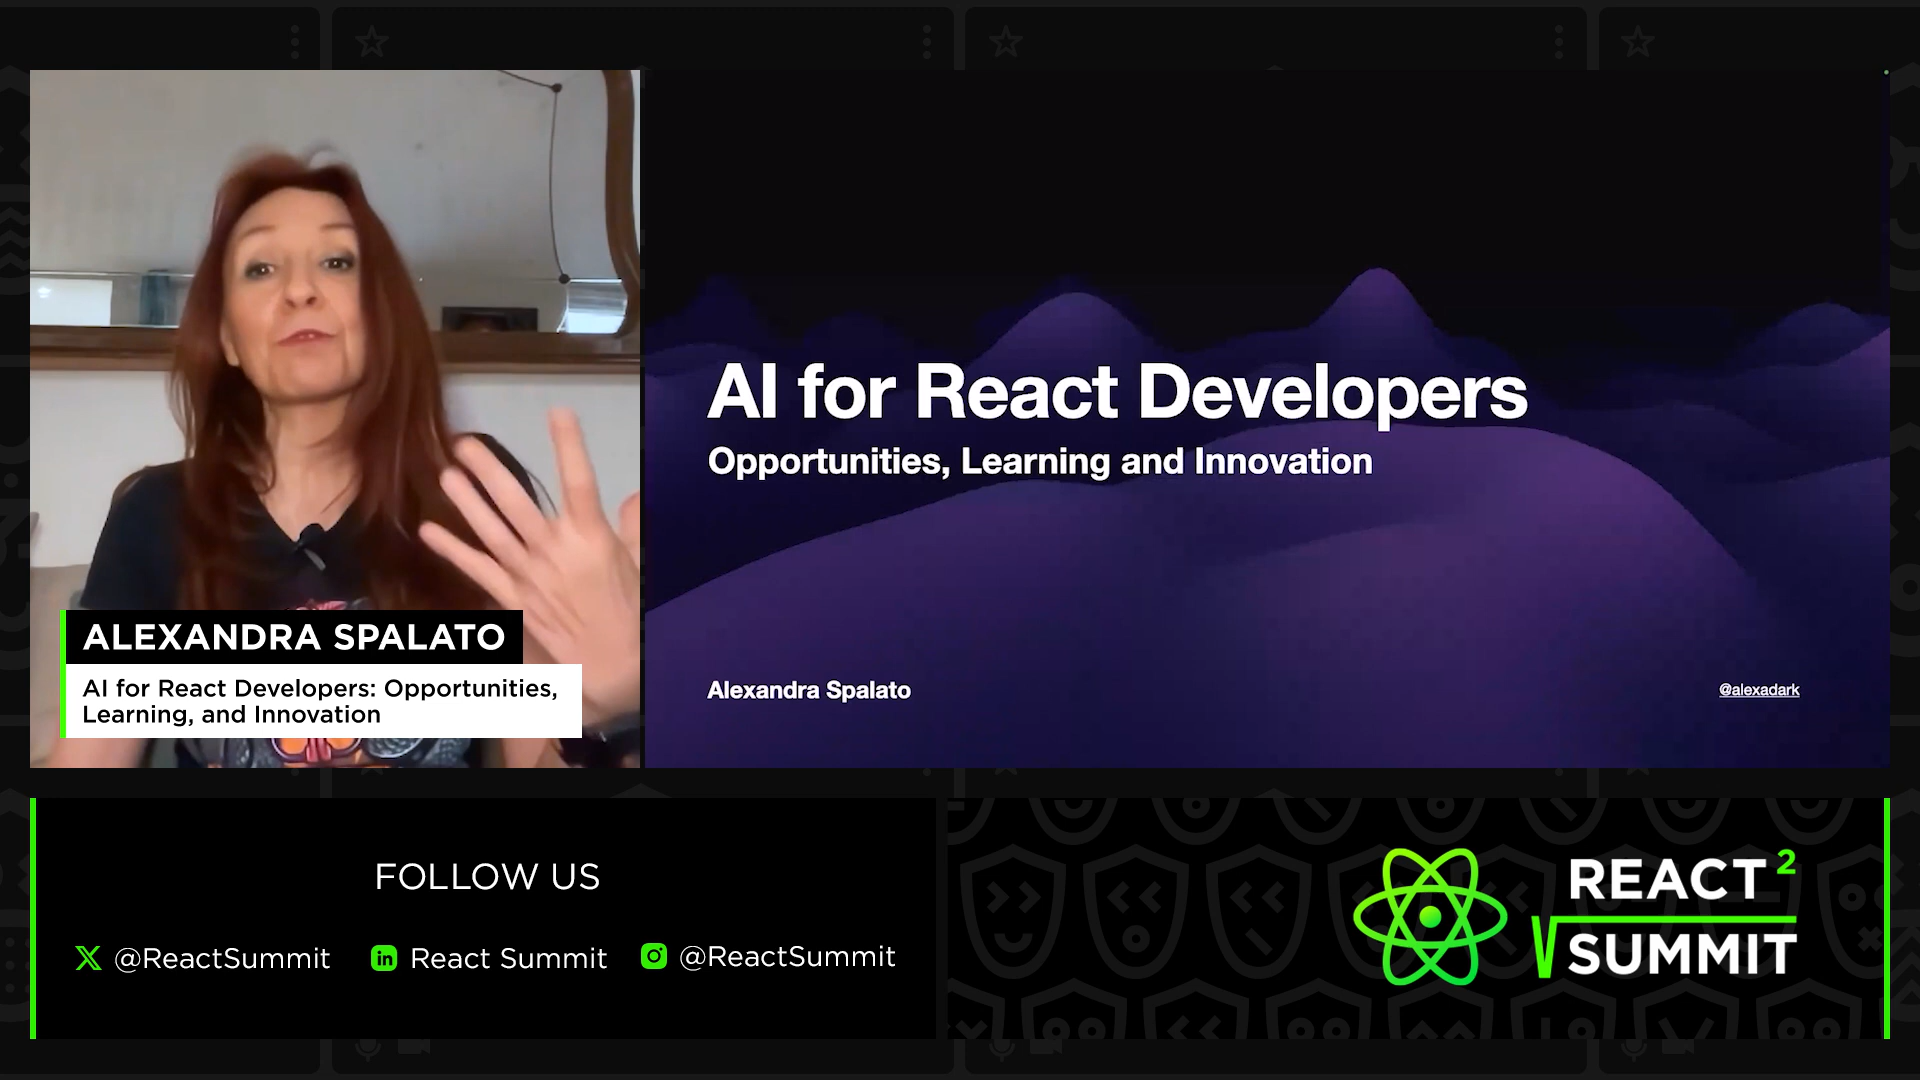 AI for React Developers
Opportunities, Learning and Innovation
Alexandra Spalato
@alexadark
ALEXANDRA SPALATO
AI for React Developers: Opportunities,
Learning, and Innovation
FOLLOW US
@ReactSummit
React Summit
@ReactSummit
REACT 2
SUMMIT